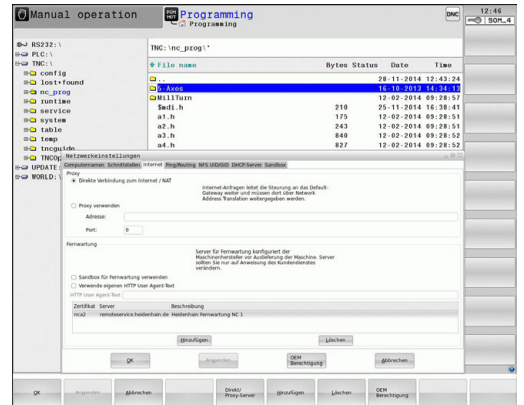 Manual operation
PGM MGT
Programming
Programming
DNC
12:46
SOM_4
RS232:\
PLC:\
TNC:\
config
lost+found
nc_prog
runtime
service
system
table
temp
tncguide
UPDATE:
WORLD:\
TNC:\nc_prog\*
File name Bytes Status Date Time
.. 28-11-2014 12:43:24
5-Axes 16-10-2013 14:34:13
MillTurn 12-02-2014 09:28:57
$mdi.h 210 25-11-2014 16:38:41
a1.h 175 12-02-2014 09:28:51
a2.h 243 12-02-2014 09:28:51
a3.h 840 12-02-2014 09:28:52
a4.h 827 12-02-2014 09:28:52
Netzwerkeinstellungen
Computernamen Schnittstellen Internet Ping/Routing NFS UID/GID DHCP-Server Sandbox
Proxy
Direkte Verbindung zum Internet / NAT
Internet-Anfragen leitet die Steurung an das Default-
Gateway weiter und müssen dort über Network
Address Translation weitergegeben werden.
Proxy verwenden
Adresse:
Port: 0
Fernwartung
Server für Fernwartung konfiguriert der
Maschinenhersteller vor Auslieferung der Maschine. Server
sollten Sie nur auf Anweisung des Kundendienstes
verändern.
Sandbox für Fernwartung verwenden
Verwende eigenen HTTP User Agent-Text
HTTP User Agent-Text
Zertifikat Server Beschreibung
nca2 remoteservice.heidenhain.de Heidenhain Fernwartung NC 1
Hinzufügen Löschen
OK Anwenden OEM Berechtigung Abbrechen
OK Anwenden Abbrechen Direkt/ Proxy-Server Hinzufügen Löschen OEM Berechtigung